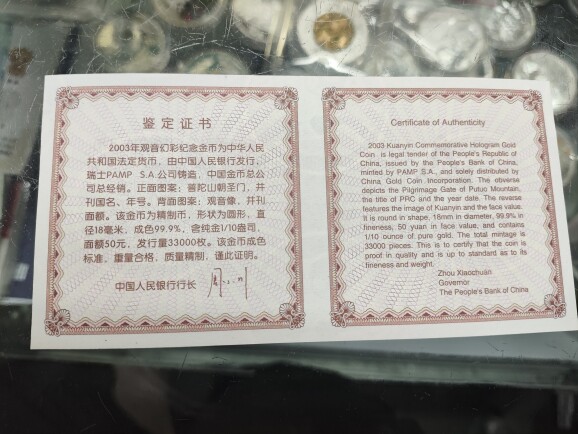 鉴定证书
2003年观音幻彩纪念金币为中华人民
共和国法定货币，由中国人民银行发行，
瑞士PAMP S.A.公司铸造，中国金币总公
司总经销。正面图案：普陀山朝圣门，并
刊国名、年号。背面图案：观音像，并刊
面额。该金币为精制币，形状为圆形，直
径18毫米，成色99.9%，含纯金1/10盎司，
面额50元，发行量33000枚。该金币成色
标准，重量合格，质量精制，谨此证明。
中国人民银行行长
Certificate of Authenticity
2003 Kuanyin Commemorative Hologram Gold
Coin is legal tender of the People's Republic of
China, issued by the People's Bank of China,
minted by PAMP S.A., and solely distributed by
China Gold Coin Incorporation. The obverse
depicts the Pilgrimage Gate of Putuo Mountain,
the title of PRC and the year date. The reverse
features the image of Kuanyin and the face value.
It is round in shape, 18mm in diameter, 99.9% in
fineness, 50 yuan in face value, and contains
1/10 ounce of pure gold. The total mintage is
33000 pieces. This is to certify that the coin is
proof in quality and is up to standard as to its
fineness and weight.
Zhou Xiaochuan
Governor
The People's Bank of China